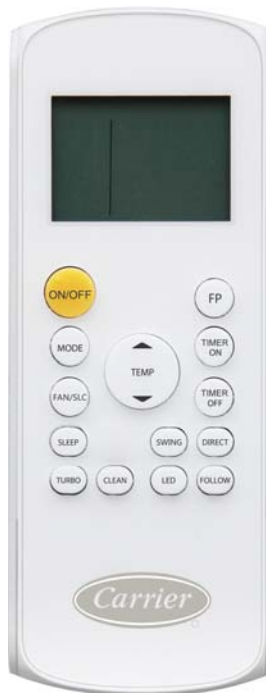 ON/OFF
FP
MODE
TEMP
TIMER
ON
FAN/SLC
TIMER
OFF
SLEEP
SWING
DIRECT
TURBO
CLEAN
LED
FOLLOW
Carrier